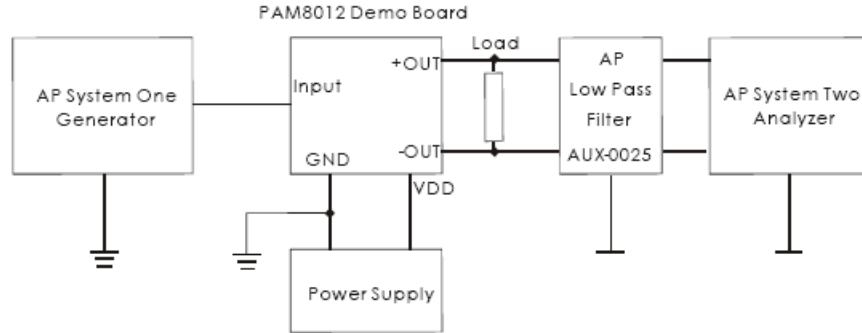 PAM8012 Demo Board
AP System One
Generator
Input
+OUT
-OUT
GND
VDD
Load
AP
Low Pass
Filter
AUX-0025
AP System Two
Analyzer
Power Supply